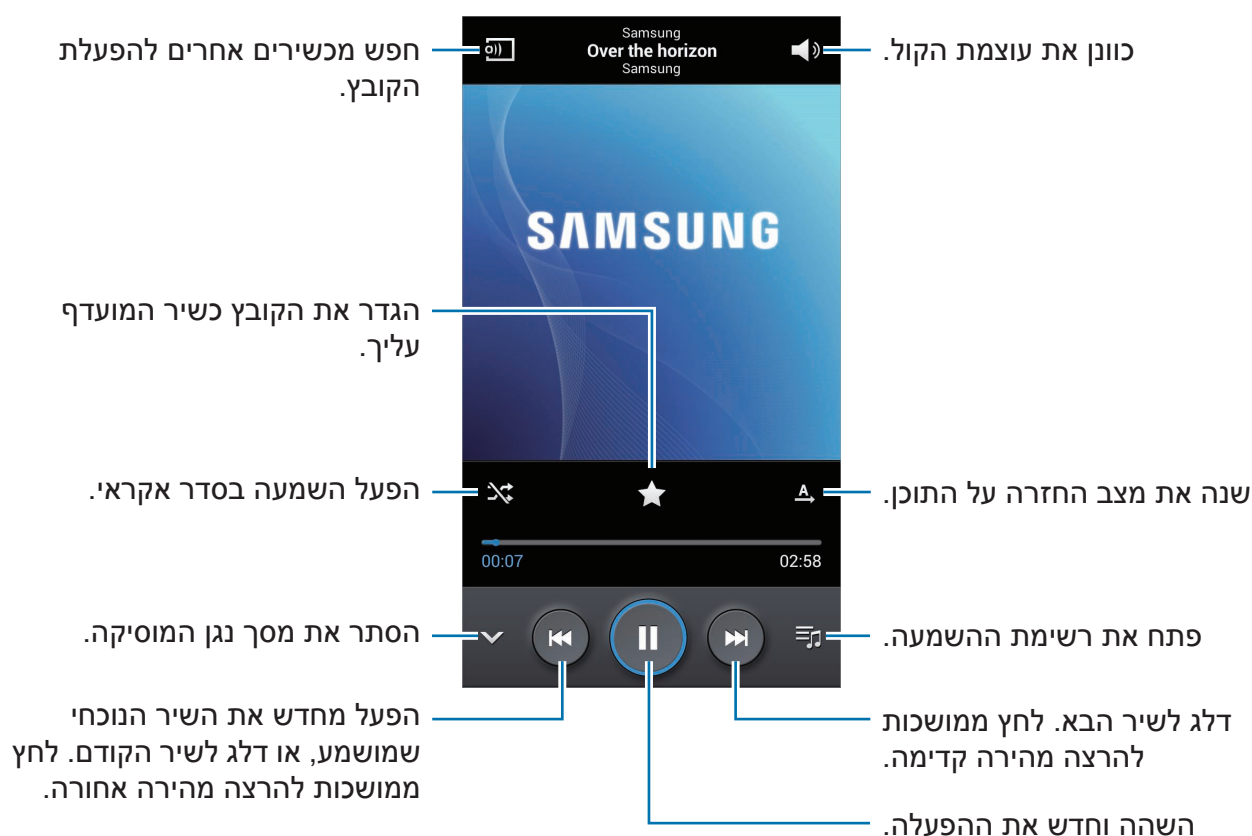 Samsung
Over the horizon
Samsung
כוונן את עוצמת הקול.
חפש מכשירים אחרים להפעלת
הקובץ.
SAMSUNG
הגדר את הקובץ כשיר המועדף
עליך.
שנה את מצב החזרה על התוכן.
A
הפעל השמעה בסדר אקראי.
00:07
02:58
פתח את רשימת ההשמעה.
הסתר את מסך נגן המוסיקה.
דלג לשיר הבא. לחץ ממושכות
להרצה מהירה קדימה.
הפעל מחדש את השיר הנוכחי
שמושמע, או דלג לשיר הקודם. לחץ
ממושכות להרצה מהירה אחורה.
השהה וחדש את ההפעלה.